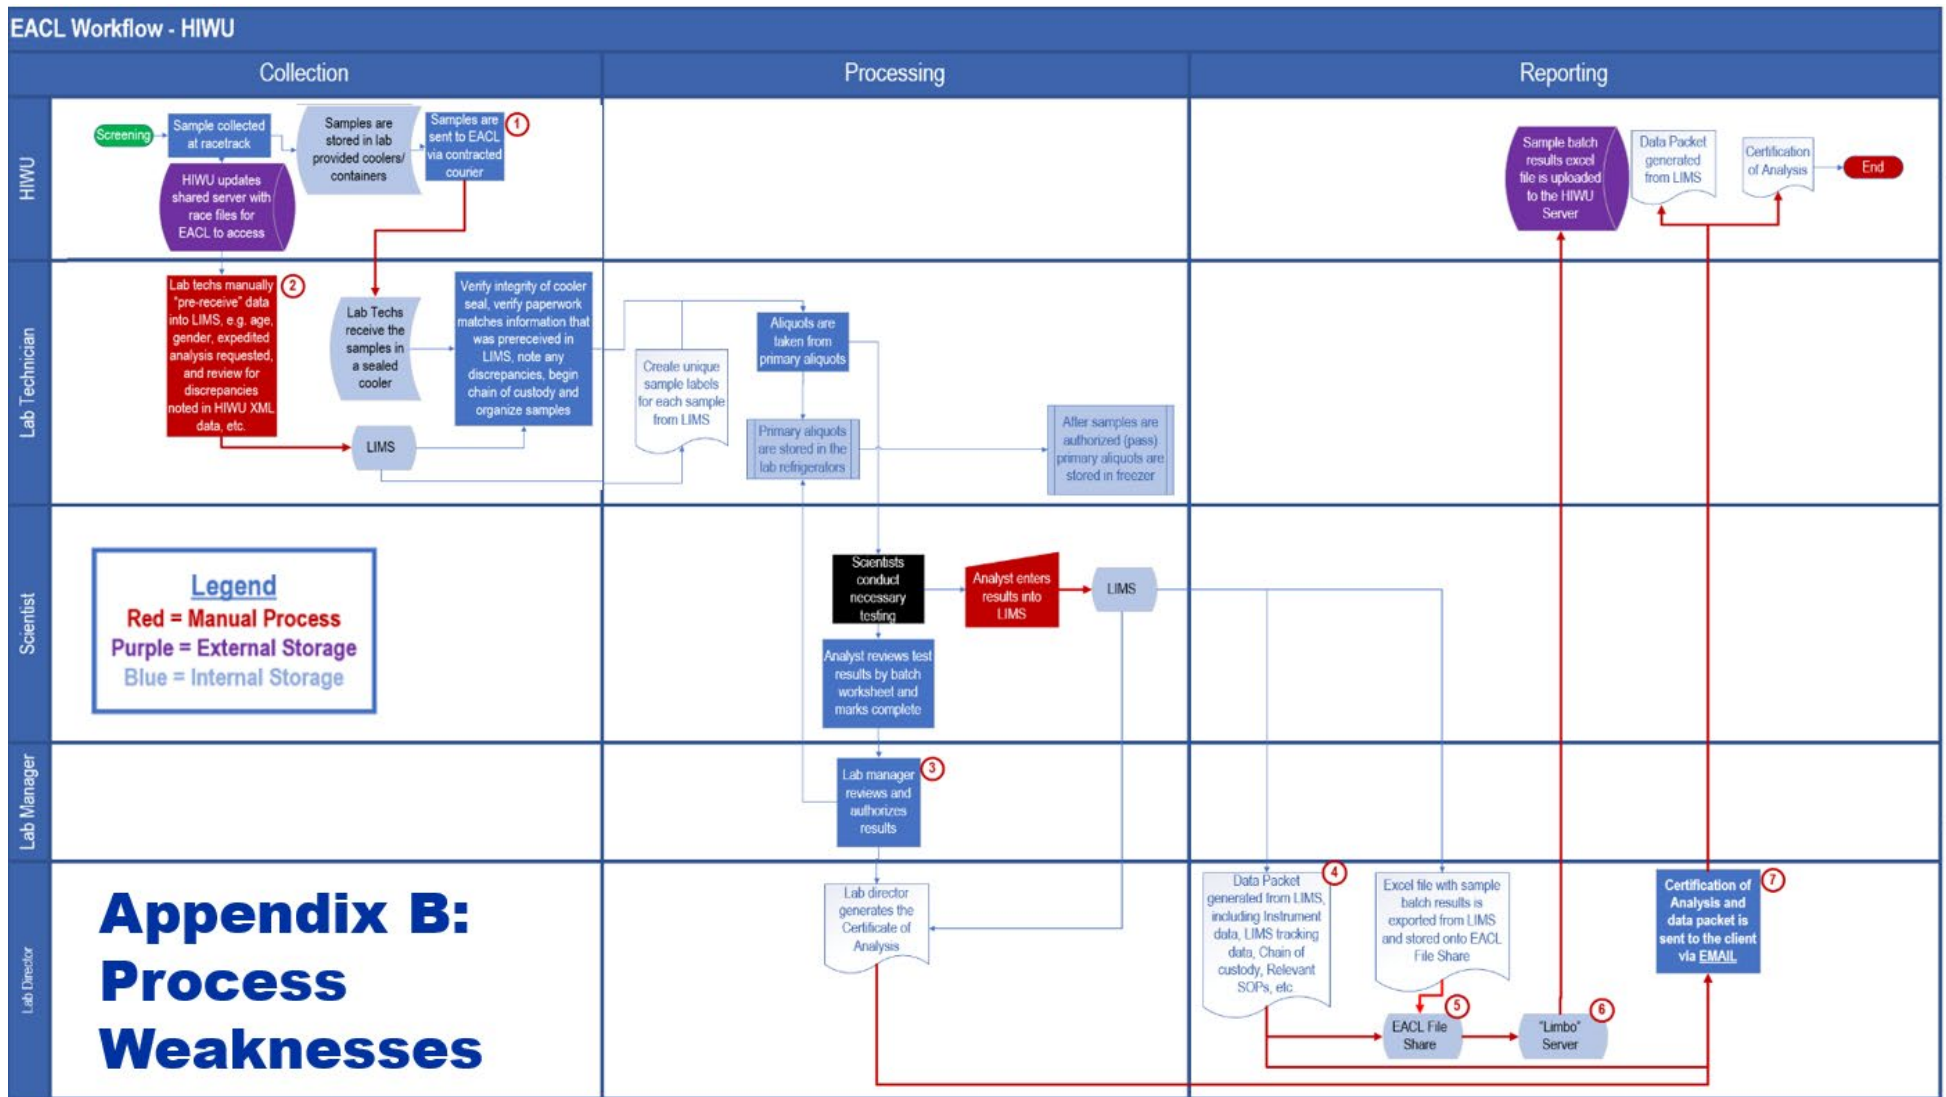 EACL Workflow - HIWU
Collection
Processing
Reporting
HIWU
Screening
Sample collected
at racetrack
Samples are
stored in lab
provided coolers/
containers
Samples are
sent to EACL
via contracted
courier
1
HIWU updates
shared server with
race files for
EACL to access
Sample batch
results excel
file is uploaded
to the HIWU
Server
Data Packet
generated
from LIMS
Certification
of Analysis
End
Lab Technician
Lab techs manually
"pre-receive" data
into LIMS, e.g. age,
gender, expedited
analysis requested,
and review for
discrepancies
noted in HIWU XML
data, etc.
2
Lab Techs
receive the
samples in
a sealed
cooler
LIMS
Verify integrity of cooler
seal, verify paperwork
matches information that
was prereceived in
LIMS, note any
discrepancies, begin
chain of custody and
organize samples
Create unique
sample labels
for each sample
from LIMS
Aliquots are
taken from
primary aliquots
Primary aliquots
are stored in the
lab refrigerators
After samples are
authorized (pass)
primary aliquots are
stored in freezer
Scientist
Legend
Red = Manual Process
Purple = External Storage
Blue = Internal Storage
Scientists
conduct
necessary
testing
Analyst enters
results into
LIMS
LIMS
Analyst reviews test
results by batch
worksheet and
marks complete
Lab Manager
Lab manager
reviews and
authorizes
results
3
Lab Director
Appendix B:
Process
Weaknesses
Lab director
generates the
Certificate of
Analysis
Data Packet
generated from LIMS,
including Instrument
data, LIMS tracking
data, Chain of
custody, Relevant
SOPs, etc
4
Excel file with sample
batch results is
exported from LIMS
and stored onto EACL
File Share
EACL File
Share
5
"Limbo"
Server
6
Certification of
Analysis and
data packet is
sent to the client
via EMAIL
7